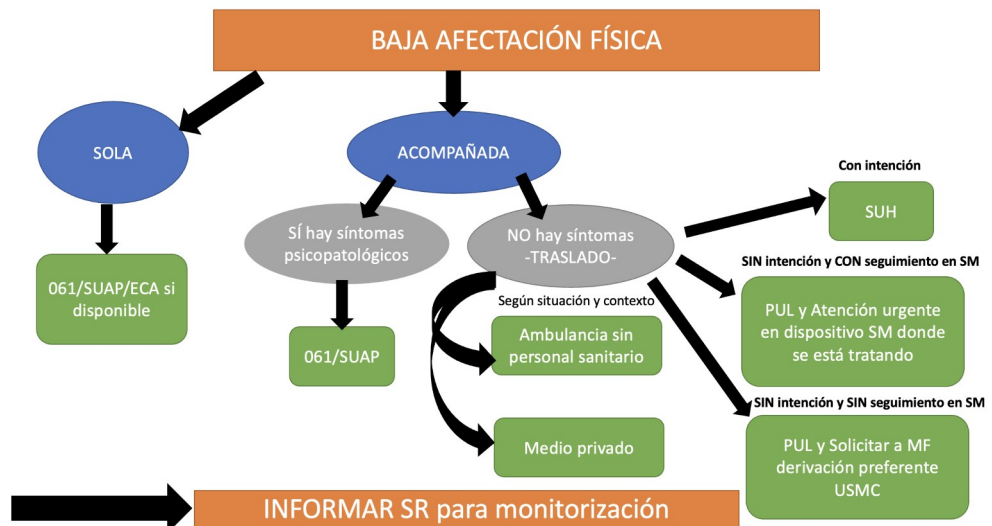 BAJA AFECTACIÓN FÍSICA
SOLA
ACOMPAÑADA
Con intención
SUH
SÍ hay síntomas
psicopatológicos
NO hay síntomas
-TRASLADO-
SIN intención y CON seguimiento en SM
061/SUAP/ECA si
disponible
PUL y Atención urgente
en dispositivo SM donde
se está tratando
Según situación y contexto
Ambulancia sin
personal sanitario
061/SUAP
SIN intención y SIN seguimiento en SM
Medio privado
PUL y Solicitar a MF
derivación preferente
USMC
INFORMAR SR para monitorización